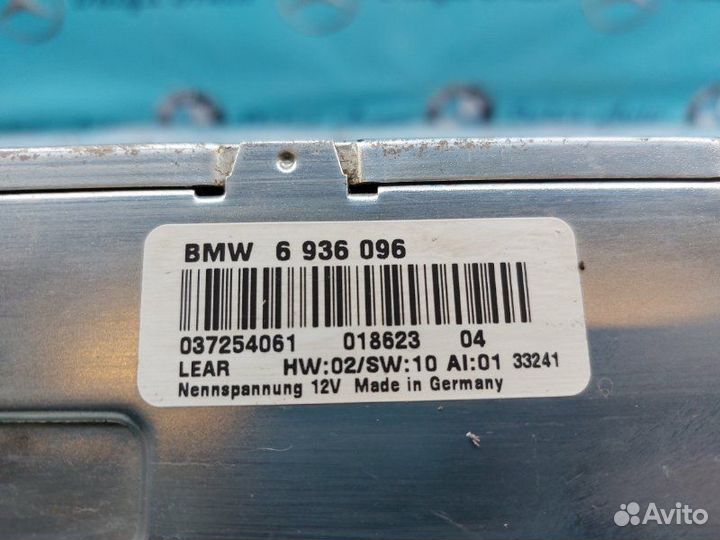 BMW 6 936 096
037254061 018623 04
LEAR HW:02/SW:10 AI:01 33241
Nennspannung 12V Made in Germany
Avito